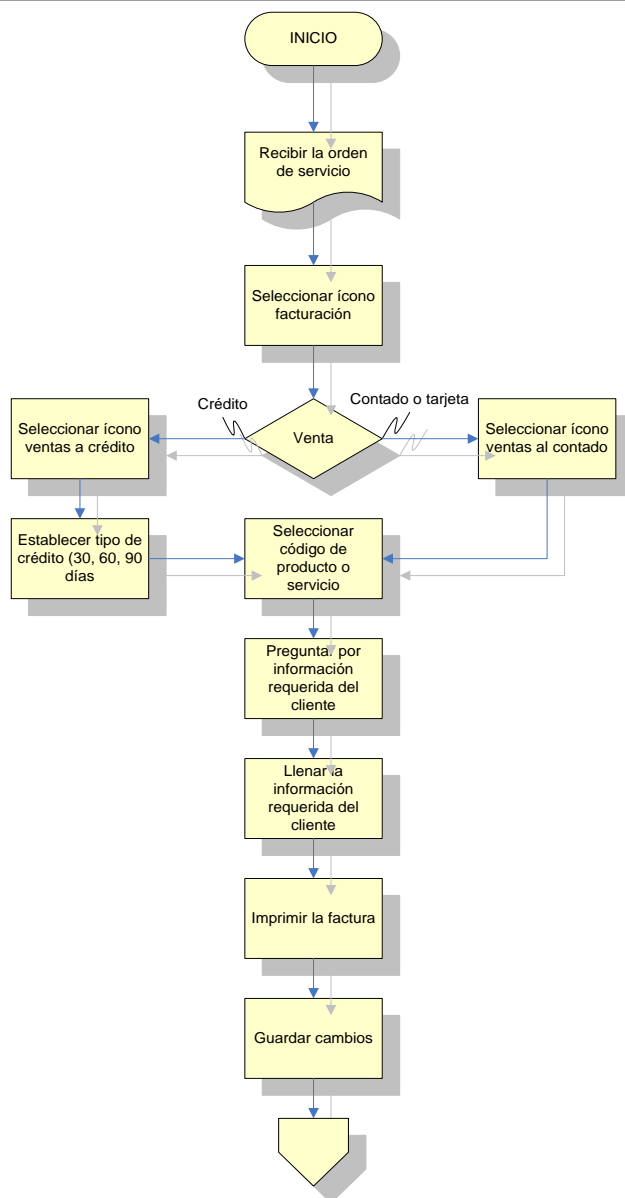 INICIO
Recibir la orden
de servicio
Seleccionar ícono
facturación
Crédito
Contado o tarjeta
Seleccionar ícono
ventas a crédito
Venta
Seleccionar ícono
ventas al contado
Establecer tipo de
crédito (30, 60, 90
días
Seleccionar
código de
producto o
servicio
Preguntar por
información
requerida del
cliente
Llenar la
información
requerida del
cliente
Imprimir la factura
Guardar cambios